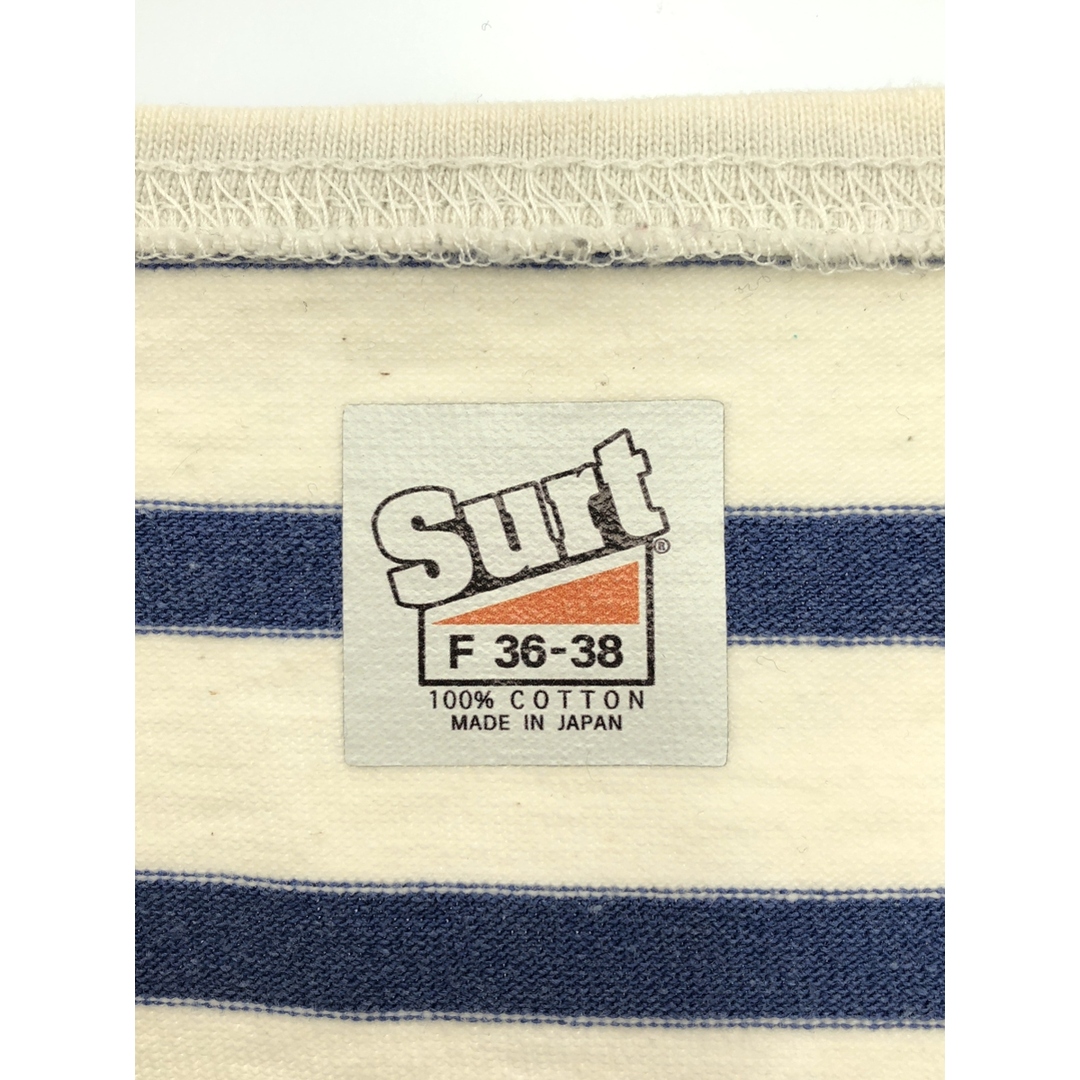 Surt®
F 36-38
100% COTTON
MADE IN JAPAN